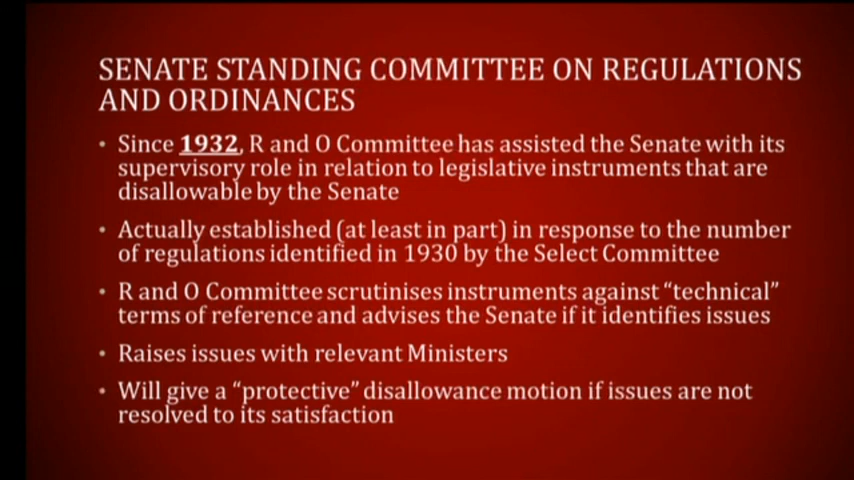 SENATE STANDING COMMITTEE ON REGULATIONS
AND ORDINANCES
• Since 1932, R and O Committee has assisted the Senate with its
supervisory role in relation to legislative instruments that are
disallowable by the Senate
• Actually established (at least in part) in response to the number
of regulations identified in 1930 by the Select Committee
• R and O Committee scrutinises instruments against “technical”
terms of reference and advises the Senate if it identifies issues
• Raises issues with relevant Ministers
• Will give a “protective” disallowance motion if issues are not
resolved to its satisfaction